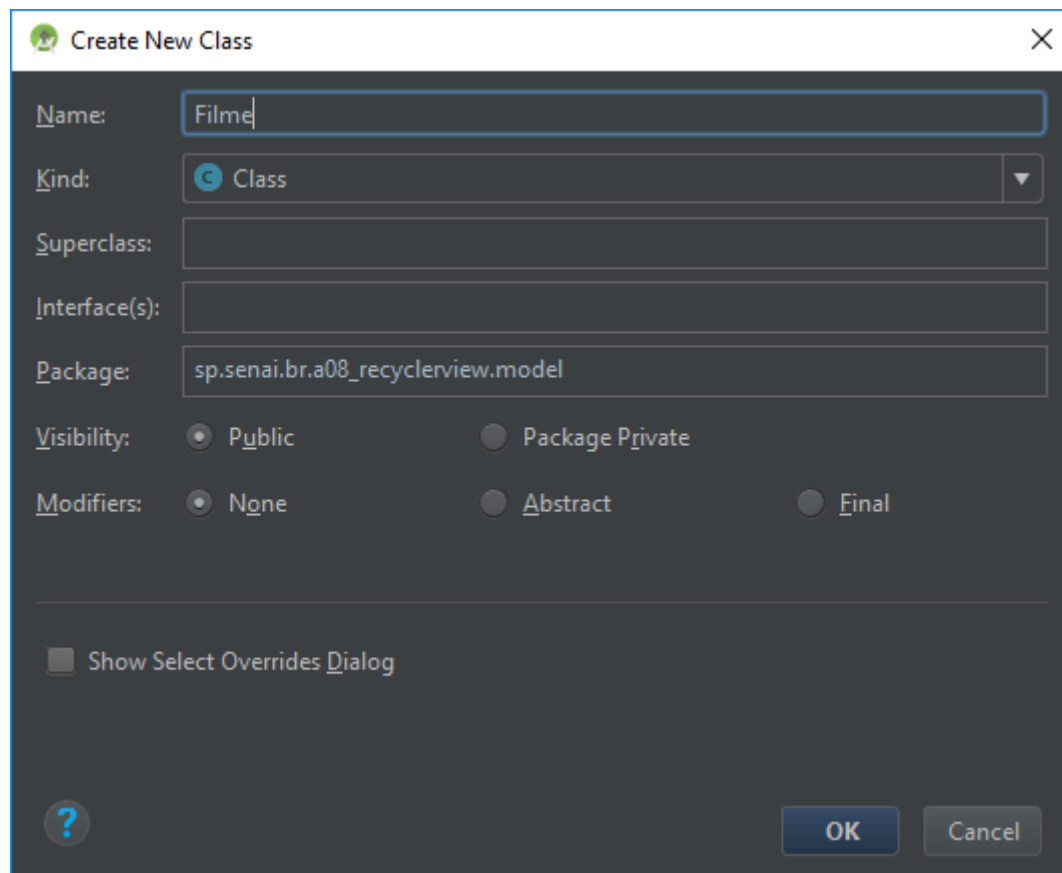 Create New Class
Name: Filme
Kind: C Class
Superclass:
Interface(s):
Package: sp.senai.br.a08_recyclerview.model
Visibility: Public Package Private
Modifiers: None Abstract Final
Show Select Overrides Dialog
? OK Cancel